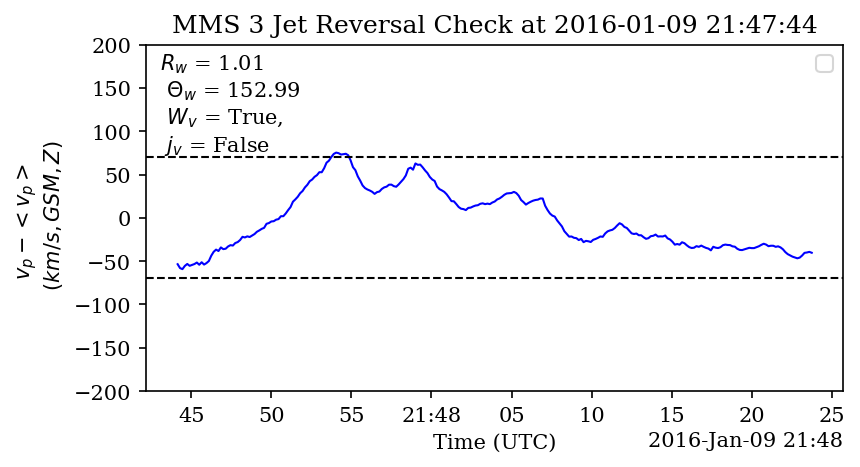 MMS 3 Jet Reversal Check at 2016-01-09 21:47:44
R_w = 1.01
Θ_w = 152.99
W_v = True,
j_v = False
v_p − < v_p >
(km/s, GSM, Z)
200
150
100
50
0
−50
−100
−150
−200
45 50 55 21:48 05 10 15 20 25
Time (UTC)
2016-Jan-09 21:48